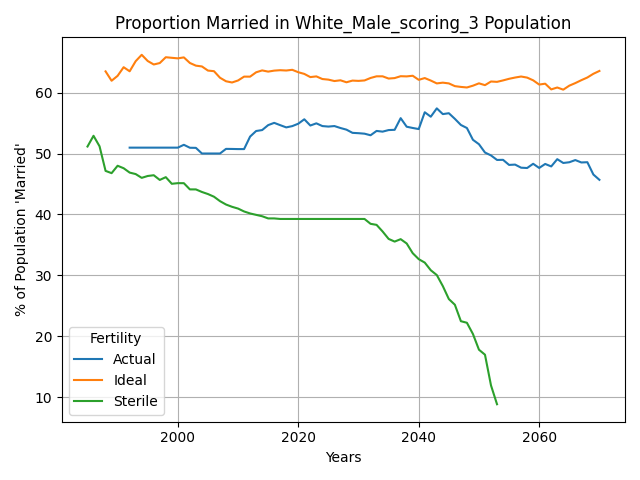 Proportion Married in White_Male_scoring_3 Population
% of Population 'Married'
60
50
40
30
20
10
Fertility
Actual
Ideal
Sterile
2000 2020 2040 2060
Years